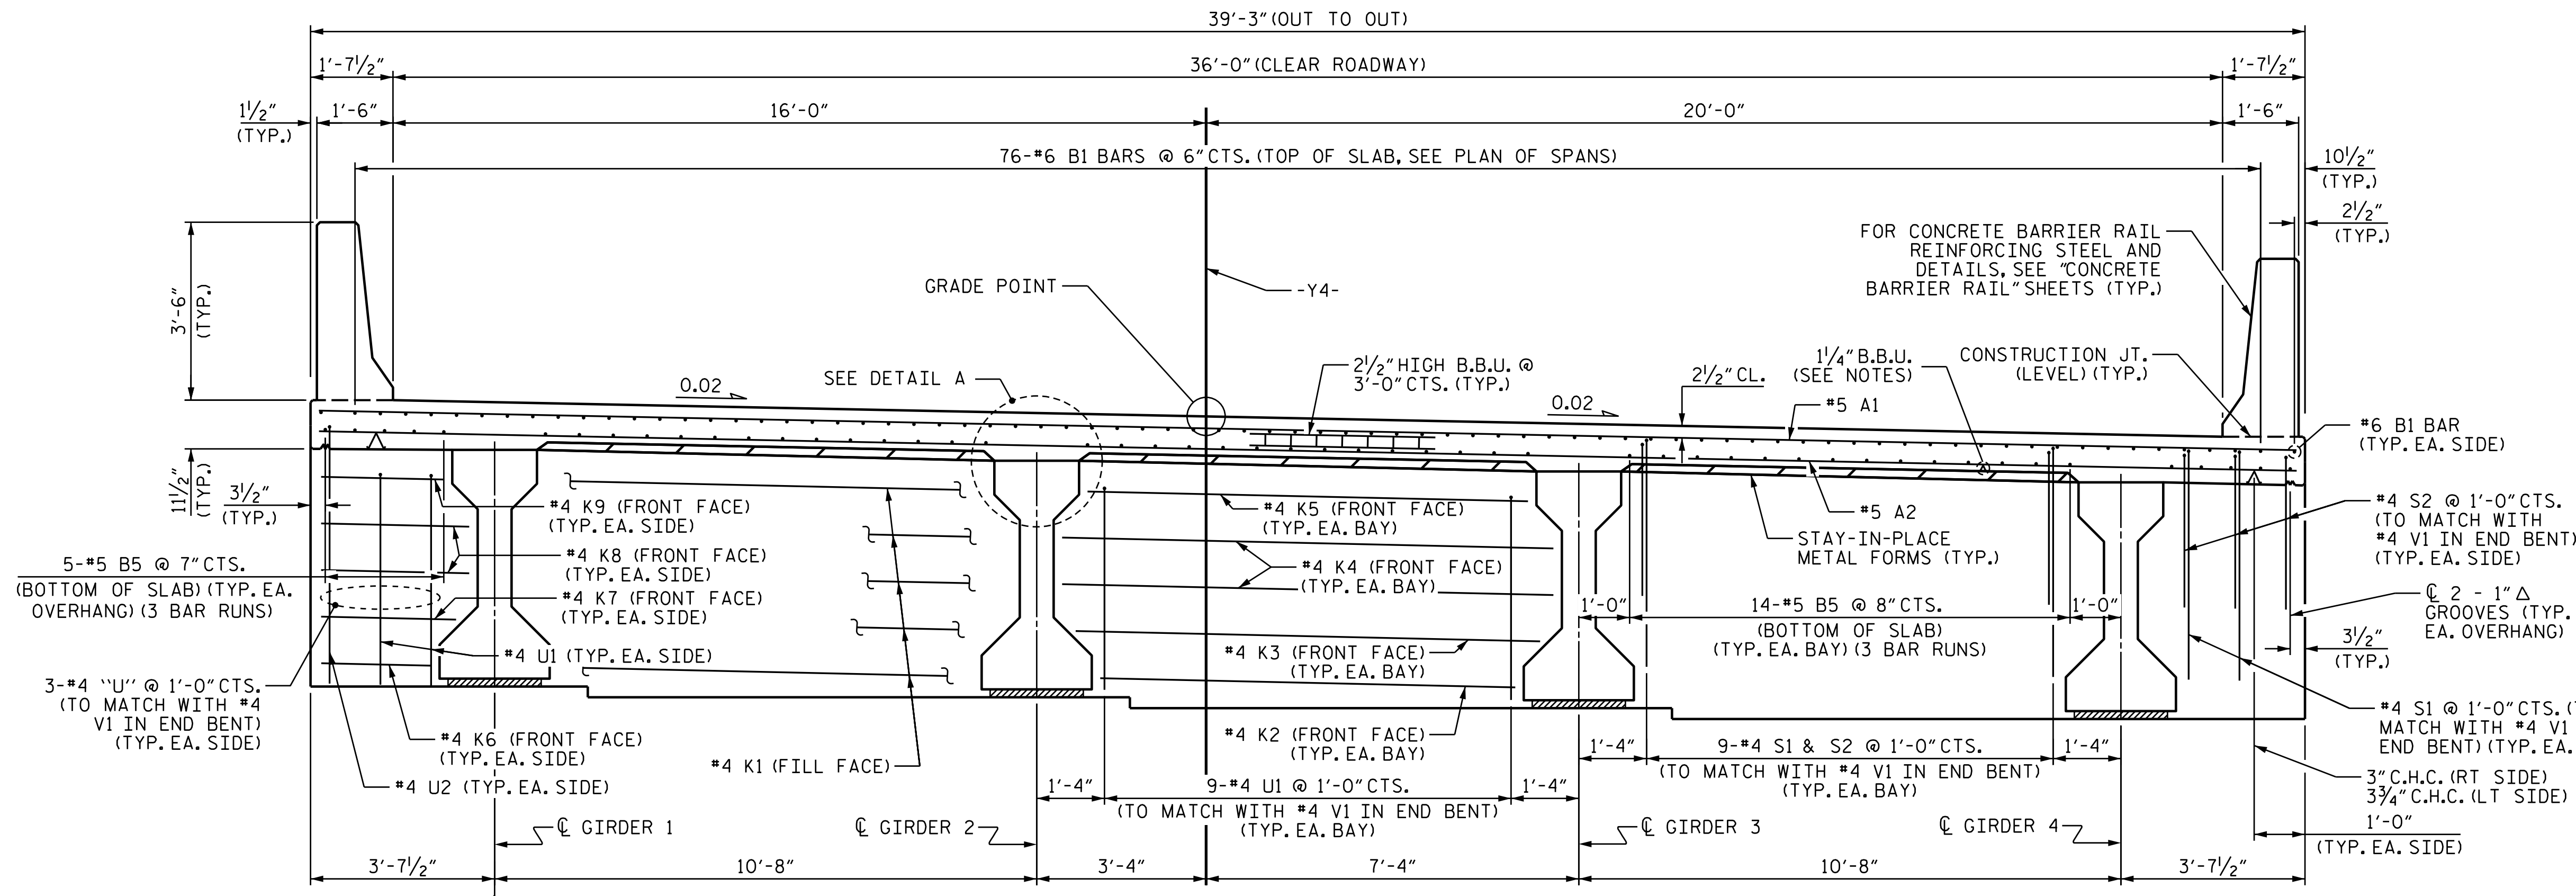 39'-3" (OUT TO OUT)
1'-7½"
36'-0" (CLEAR ROADWAY)
1'-7½"
1½"
(TYP.)
1'-6"
16'-0"
20'-0"
1'-6"
76-#6 B1 BARS @ 6" CTS. (TOP OF SLAB, SEE PLAN OF SPANS)
10½"
(TYP.)
2½"
(TYP.)
3'-6"
(TYP.)
FOR CONCRETE BARRIER RAIL
REINFORCING STEEL AND
DETAILS, SEE "CONCRETE
BARRIER RAIL" SHEETS (TYP.)
GRADE POINT
-Y4-
0.02
SEE DETAIL A
2½" HIGH B.B.U. @
3'-0" CTS. (TYP.)
2½" CL.
1¼" B.B.U.
(SEE NOTES)
CONSTRUCTION JT.
(LEVEL) (TYP.)
0.02
#5 A1
#6 B1 BAR
(TYP. EA. SIDE)
11½"
(TYP.)
3½"
(TYP.)
#4 K9 (FRONT FACE)
(TYP. EA. SIDE)
#4 K5 (FRONT FACE)
(TYP. EA. BAY)
#5 A2
STAY-IN-PLACE
METAL FORMS (TYP.)
#4 S2 @ 1'-0" CTS.
(TO MATCH WITH
#4 V1 IN END BENT)
(TYP. EA. SIDE)
5-#5 B5 @ 7" CTS.
(BOTTOM OF SLAB) (TYP. EA.
OVERHANG) (3 BAR RUNS)
#4 K8 (FRONT FACE)
(TYP. EA. SIDE)
#4 K7 (FRONT FACE)
(TYP. EA. SIDE)
#4 K4 (FRONT FACE)
(TYP. EA. BAY)
1'-0"
14-#5 B5 @ 8" CTS.
(BOTTOM OF SLAB)
(TYP. EA. BAY) (3 BAR RUNS)
1'-0"
℄ 2 - 1" △
GROOVES (TYP.
EA. OVERHANG)
3½"
(TYP.)
#4 U1 (TYP. EA. SIDE)
#4 K3 (FRONT FACE)
(TYP. EA. BAY)
3-#4 ``U'' @ 1'-0" CTS.
(TO MATCH WITH #4
V1 IN END BENT)
(TYP. EA. SIDE)
#4 K6 (FRONT FACE)
(TYP. EA. SIDE)
#4 U2 (TYP. EA. SIDE)
#4 K1 (FILL FACE)
#4 K2 (FRONT FACE)
(TYP. EA. BAY)
1'-4"
9-#4 S1 & S2 @ 1'-0" CTS.
(TO MATCH WITH #4 V1 IN END BENT)
(TYP. EA. BAY)
1'-4"
#4 S1 @ 1'-0" CTS. (
MATCH WITH #4 V1
END BENT) (TYP. EA.
3" C.H.C. (RT SIDE)
3¾" C.H.C. (LT SIDE)
1'-4"
9-#4 U1 @ 1'-0" CTS.
(TO MATCH WITH #4 V1 IN END BENT)
(TYP. EA. BAY)
1'-4"
℄ GIRDER 1
℄ GIRDER 2
℄ GIRDER 3
℄ GIRDER 4
1'-0"
(TYP. EA. SIDE)
3'-7½"
10'-8"
3'-4"
7'-4"
10'-8"
3'-7½"